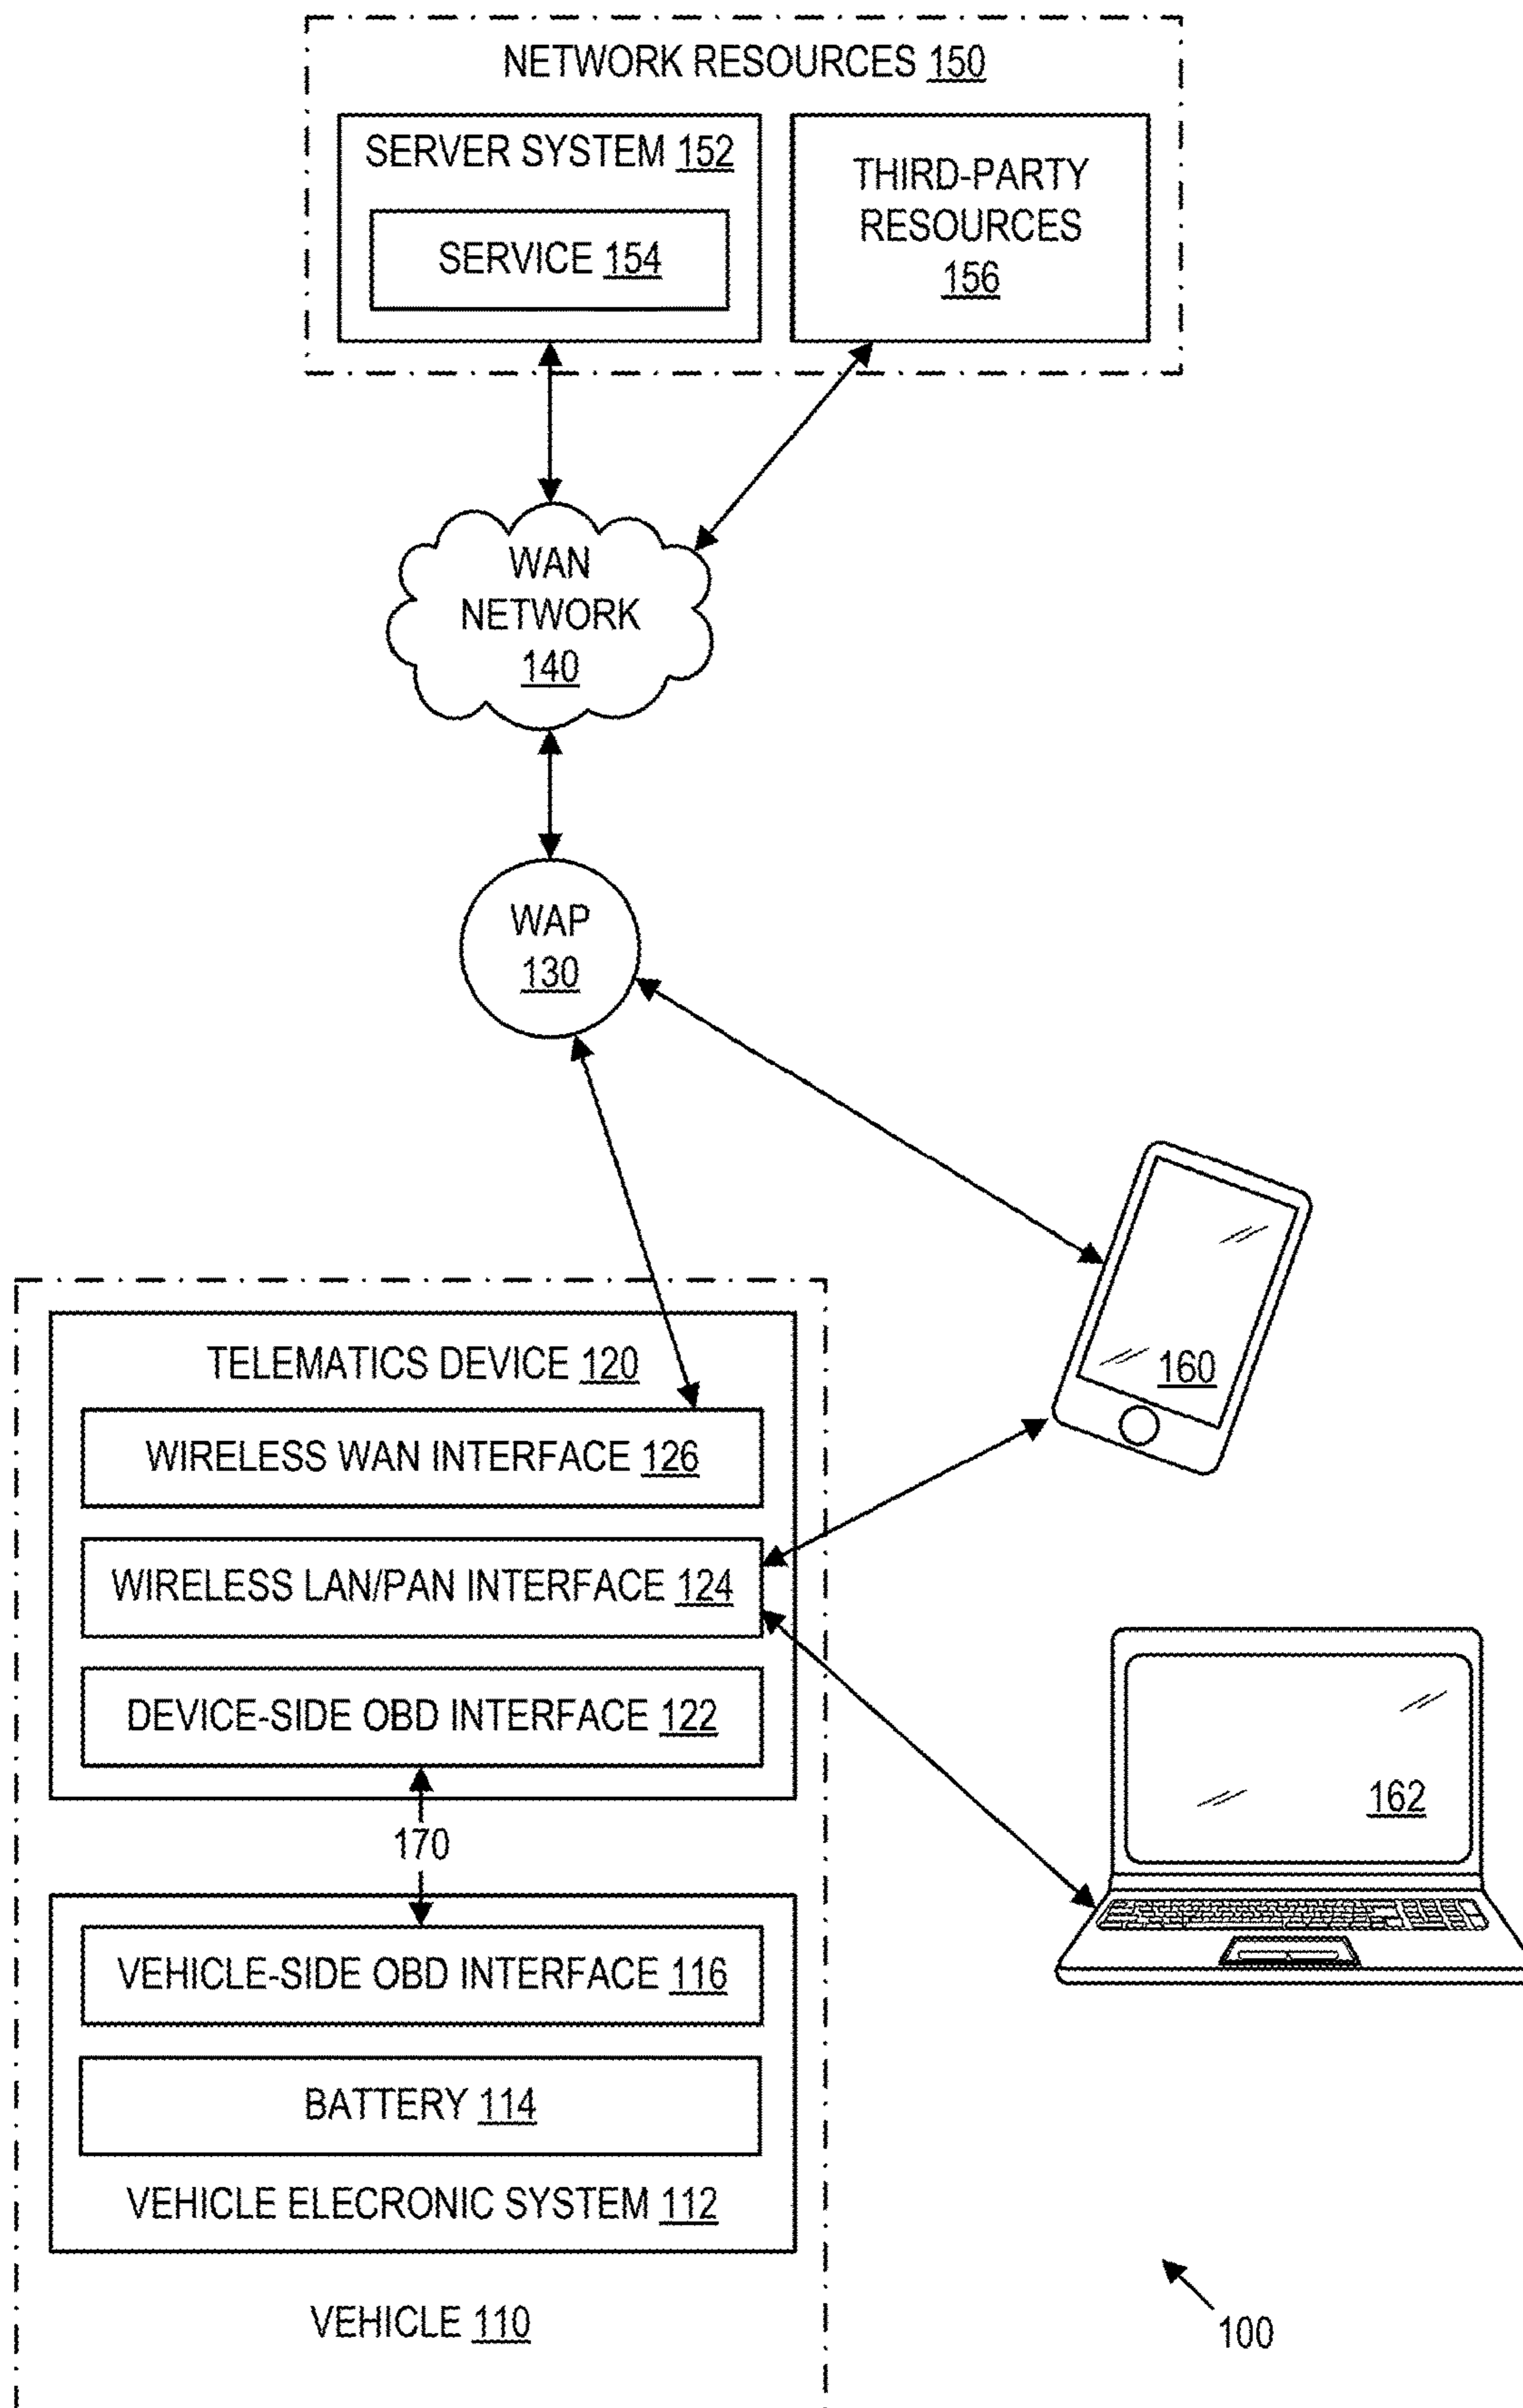 NETWORK RESOURCES 150
SERVER SYSTEM 152
SERVICE 154
THIRD-PARTY
RESOURCES
156
WAN
NETWORK
140
WAP
130
160
TELEMATICS DEVICE 120
WIRELESS WAN INTERFACE 126
WIRELESS LAN/PAN INTERFACE 124
DEVICE-SIDE OBD INTERFACE 122
162
170
VEHICLE-SIDE OBD INTERFACE 116
BATTERY 114
VEHICLE ELECRONIC SYSTEM 112
VEHICLE 110
100